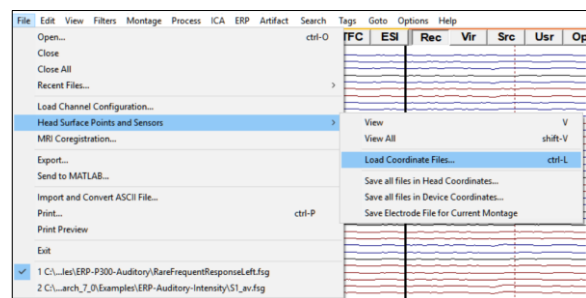 File Edit View Filters Montage Process ICA ERP Artifact Search Tags Goto Options Help
TFC ESI Rec Vir Src Usr Op
Open... ctrl-O
Close
Close All
Recent Files... >
Load Channel Configuration...
Head Surface Points and Sensors >
MRI Coregistration...
Export...
Send to MATLAB...
Import and Convert ASCII File...
Print... ctrl-P
Print Preview
Exit
1 C:\...les\ERP-P300-Auditory\RareFrequentResponseLeft.fsg
2 C:\...arch_7_0\Examples\ERP-Auditory-Intensity\S1_av.fsg
View V
View All shift-V
Load Coordinate Files... ctrl-L
Save all files in Head Coordinates...
Save all files in Device Coordinates...
Save Electrode File for Current Montage